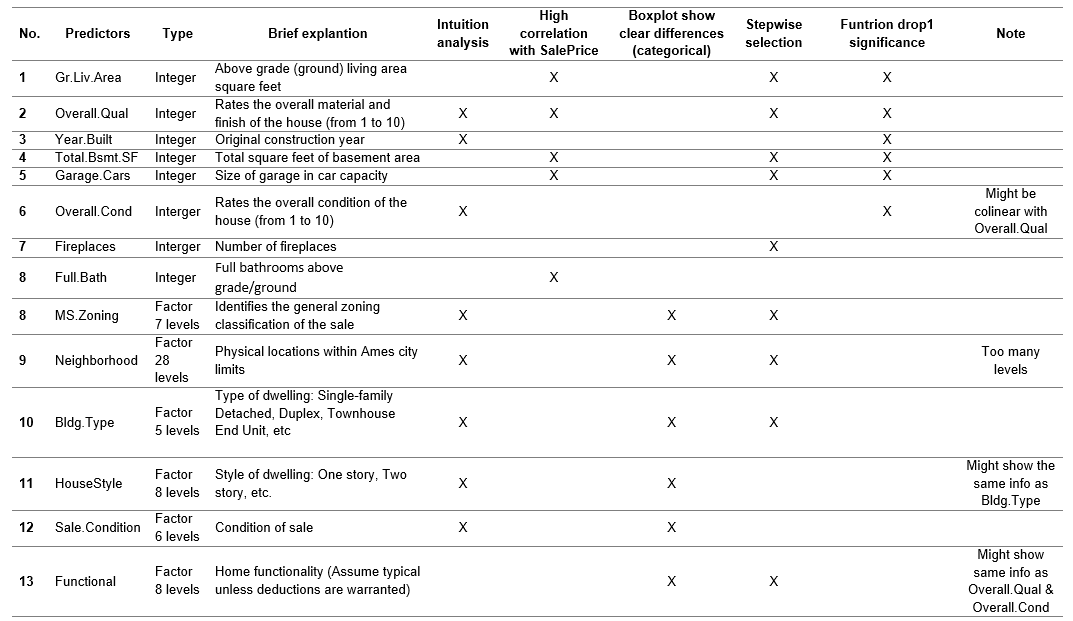 No. Predictors Type Brief explantion Intuition analysis High correlation with SalePrice Boxplot show clear differences (categorical) Stepwise selection Funtrion drop1 significance Note
1 Gr.Liv.Area Integer Above grade (ground) living area square feet X X X
2 Overall.Qual Integer Rates the overall material and finish of the house (from 1 to 10) X X X X
3 Year.Built Integer Original construction year X X
4 Total.Bsmt.SF Integer Total square feet of basement area X X X
5 Garage.Cars Integer Size of garage in car capacity X X X
6 Overall.Cond Interger Rates the overall condition of the house (from 1 to 10) X X Might be colinear with Overall.Qual
7 Fireplaces Interger Number of fireplaces X
8 Full.Bath Integer Full bathrooms above grade/ground X
8 MS.Zoning Factor 7 levels Identifies the general zoning classification of the sale X X X
9 Neighborhood Factor 28 levels Physical locations within Ames city limits X X X Too many levels
10 Bldg.Type Factor 5 levels Type of dwelling: Single-family Detached, Duplex, Townhouse End Unit, etc X X X
11 HouseStyle Factor 8 levels Style of dwelling: One story, Two story, etc. X X Might show the same info as Bldg.Type
12 Sale.Condition Factor 6 levels Condition of sale X X
13 Functional Factor 8 levels Home functionality (Assume typical unless deductions are warranted) X X Might show same info as Overall.Qual & Overall.Cond